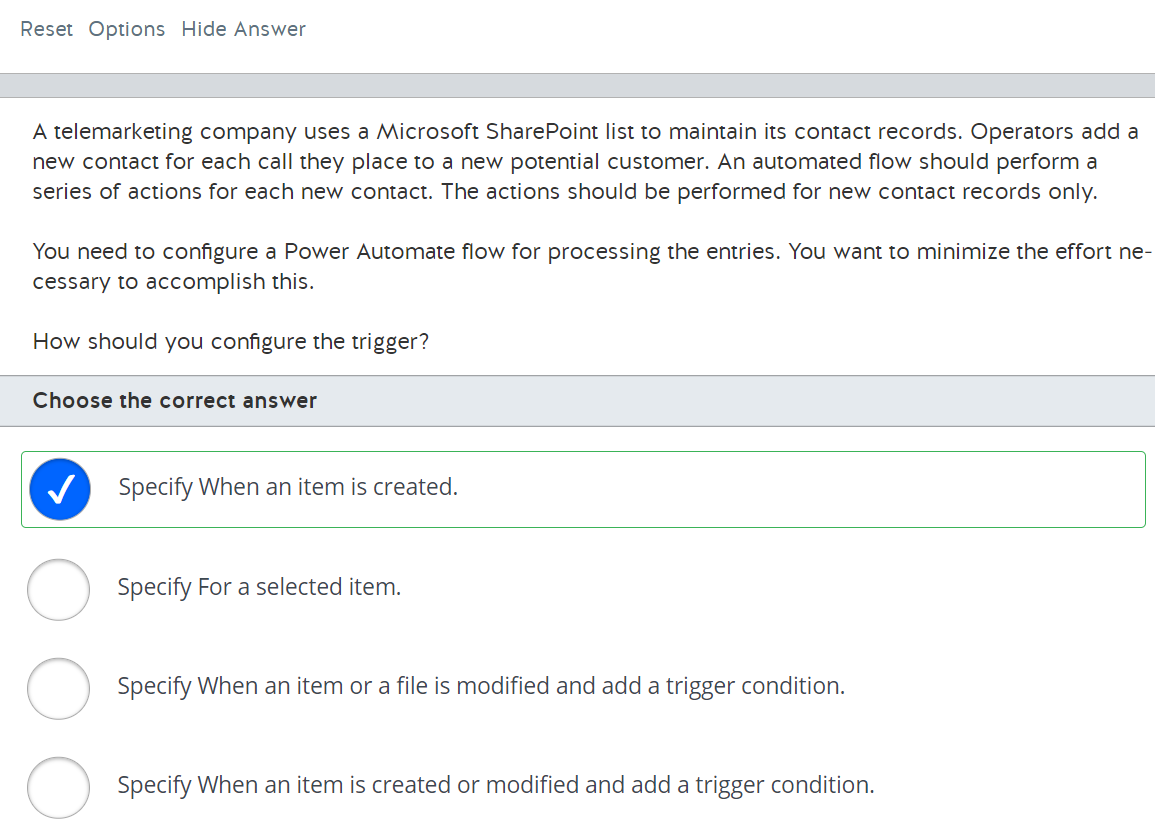 Reset Options Hide Answer
A telemarketing company uses a Microsoft SharePoint list to maintain its contact records. Operators add a
new contact for each call they place to a new potential customer. An automated flow should perform a
series of actions for each new contact. The actions should be performed for new contact records only.
You need to configure a Power Automate flow for processing the entries. You want to minimize the effort ne-
cessary to accomplish this.
How should you configure the trigger?
Choose the correct answer
Specify When an item is created.
Specify For a selected item.
Specify When an item or a file is modified and add a trigger condition.
Specify When an item is created or modified and add a trigger condition.